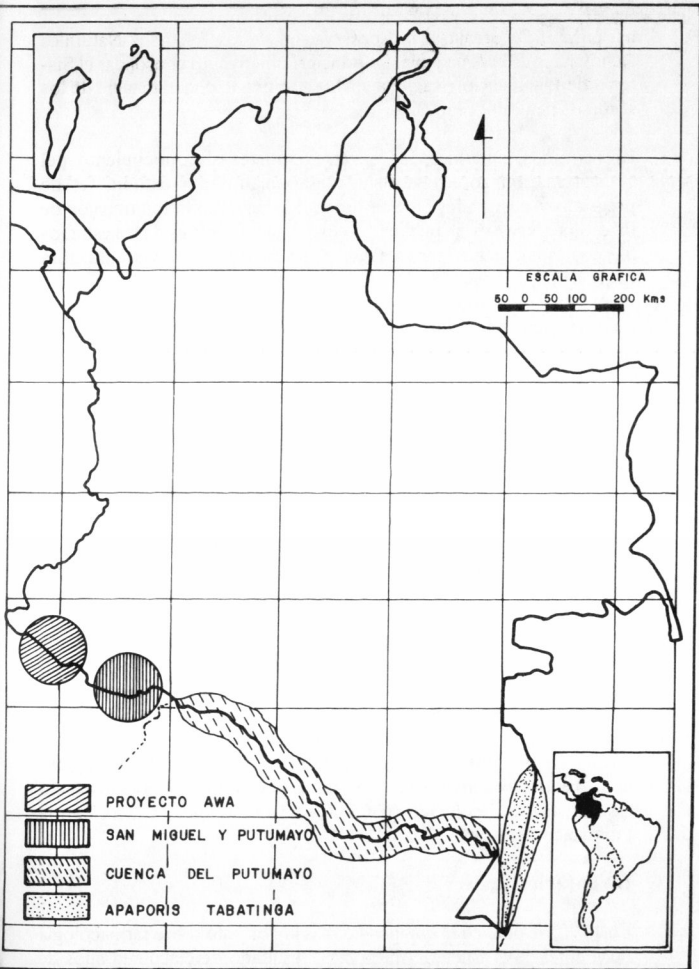 ESCALA GRAFICA
50 0 50 100 200 Kms
PROYECTO AWA
SAN MIGUEL Y PUTUMAYO
CUENCA DEL PUTUMAYO
APAPORIS TABATINGA